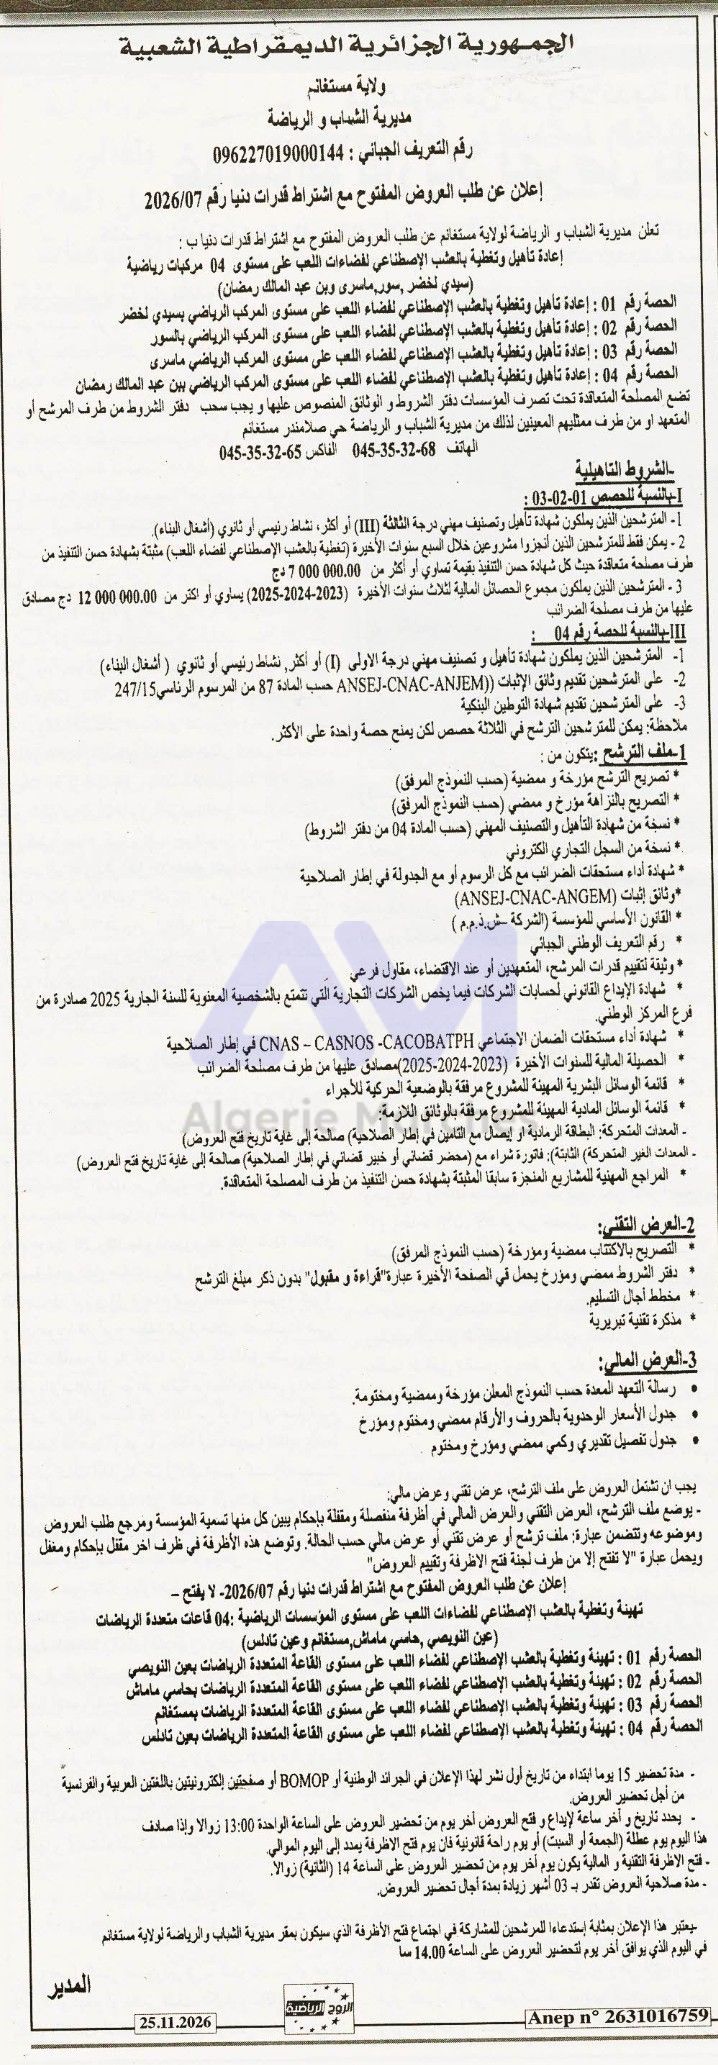 الجمهورية الجزائرية الديمقراطية الشعبية
ولاية مستغانم
مديرية الشباب و الرياضة
رقم التعريف الجبائي : 096227019000144
إعلان عن طلب العروض المفتوح مع اشتراط قدرات دنيا رقم 2026/07
تعلن مديرية الشباب و الرياضة لولاية مستغانم عن طلب العروض المفتوح مع اشتراط قدرات دنيا ب :
إعادة تأهيل وتغطية بالعشب الإصطناعي لفضاءات اللعب على مستوى 04 مركبات رياضية
(سيدي لخضر ,سور,ماسرى وبن عبد المالك رمضان)
الحصة رقم 01 : إعادة تأهيل وتغطية بالعشب الإصطناعي لفضاء اللعب على مستوى المركب الرياضي بسيدي لخضر
الحصة رقم 02 : إعادة تأهيل وتغطية بالعشب الإصطناعي لفضاء اللعب على مستوى المركب الرياضي بالسور
الحصة رقم 03 : إعادة تأهيل وتغطية بالعشب الإصطناعي لفضاء اللعب على مستوى المركب الرياضي ماسرى
الحصة رقم 04 : إعادة تأهيل وتغطية بالعشب الإصطناعي لفضاء اللعب على مستوى المركب الرياضي ببن عبد المالك رمضان
تضع المصلحة المتعاقدة تحت تصرف المؤسسات دفتر الشروط و الوثائق المنصوص عليها و يجب سحب دفتر الشروط من طرف المرشح أو
المتعهد او من طرف ممثليهم المعينين لذلك من مديرية الشباب و الرياضة حي صلامندر مستغانم
الهاتف 045-35-32-68 الفاكس 045-35-32-65
-الشروط التاهيلية
I-بالنسبة للحصص 01-02-03 :
1- المترشحين الذين يملكون شهادة تأهيل وتصنيف مهني درجة الثالثة (III) أو أكثر، نشاط رئيسي أو ثانوي (أشغال البناء).
2 - يمكن فقط للمترشحين الذين أنجزوا مشروعين خلال السبع سنوات الأخيرة (تغطية بالعشب الإصطناعي لفضاء اللعب) مثبتة بشهادة حسن التنفيذ من
طرف مصلحة متعاقدة حيث كل شهادة حسن التنفيذ بقيمة تساوي أو أكثر من 7 000 000.00 دج
3 - المترشحين الذين يملكون مجموع الحصائل المالية لثلاث سنوات الأخيرة (2023-2024-2025) يساوي أو اكثر من 12 000 000.00 دج مصادق
عليها من طرف مصلحة الضرائب
III-بالنسبة للحصة رقم 04 :
1- المترشحين الذين يملكون شهادة تأهيل و تصنيف مهني درجة الاولى (I) أو أكثر, نشاط رئيسي أو ثانوي ( أشغال البناء)
2- على المترشحين تقديم وثائق الإثبات ((ANSEJ-CNAC-ANJEM حسب المادة 87 من المرسوم الرئاسي 247/15
3- على المترشحين تقديم شهادة التوطين البنكية
ملاحظة: يمكن للمترشحين الترشح في الثلاثة حصص لكن يمنح حصة واحدة على الأكثر.
1-ملف الترشح :يتكون من :
* تصريح الترشح مؤرخة و ممضية (حسب النموذج المرفق)
* التصريح بالنزاهة مؤرخ و ممضي (حسب النموذج المرفق)
* نسخة من شهادة التأهيل والتصنيف المهني (حسب المادة 04 من دفتر الشروط)
* نسخة من السجل التجاري الكتروني
* شهادة أداء مستحقات الضرائب مع كل الرسوم أو مع الجدولة في إطار الصلاحية
*وثائق إثبات (ANSEJ-CNAC-ANGEM)
* القانون الأساسي للمؤسسة (الشركة –ش.ذ.م.م )
* رقم التعريف الوطني الجبائي
* وثيقة لتقييم قدرات المرشح، المتعهدين أو عند الاقتضاء، مقاول فرعي
* شهادة الإيداع القانوني لحسابات الشركات فيما يخص الشركات التجارية التي تتمتع بالشخصية المعنوية للسنة الجارية 2025 صادرة من
فرع المركز الوطني.
* شهادة أداء مستحقات الضمان الاجتماعي CNAS – CASNOS -CACOBATPH في إطار الصلاحية
* الحصيلة المالية للسنوات الأخيرة (2023-2024-2025)مصادق عليها من طرف مصلحة الضرائب
* قائمة الوسائل البشرية المهينة للمشروع مرفقة بالوضعية الحركية للأجراء
* قائمة الوسائل المادية المهينة للمشروع مرفقة بالوثائق اللازمة:
- المعدات المتحركة: البطاقة الرمادية أو إيصال مع التامين في إطار الصلاحية) صالحة إلى غاية تاريخ فتح العروض)
- المعدات الغير المتحركة) الثابتة): فاتورة شراء مع (محضر قضائي أو خبير قضائي في إطار الصلاحية) صالحة إلى غاية تاريخ فتح العروض)
* المراجع المهنية للمشاريع المنجزة سابقا المثبتة بشهادة حسن التنفيذ من طرف المصلحة المتعاقدة.
2-العرض التقني:
* التصريح بالاكتتاب ممضية ومؤرخة (حسب النموذج المرفق)
* دفتر الشروط ممضي ومؤرخ يحمل في الصفحة الأخيرة عبارة"قراءة و مقبول" بدون ذكر مبلغ الترشح
* مخطط أجال التسليم.
* مذكرة تقنية تبريرية
3-العرض المالي:
• رسالة التعهد المعدة حسب النموذج المعلن مؤرخة وممضية ومختومة.
• جدول الأسعار الوحدوية بالحروف والأرقام ممضي ومختوم ومؤرخ
• جدول تفصيل تقديري وكمي ممضي ومؤرخ ومختوم
يجب ان تشتمل العروض على ملف الترشح، عرض تقني وعرض مالي:
- يوضع ملف الترشح، العرض التقني والعرض المالي في أظرفة منفصلة ومقفلة بإحكام يبين كل منها تسمية المؤسسة ومرجع طلب العروض
وموضوعه وتتضمن عبارة: ملف ترشح أو عرض تقني أو عرض مالي حسب الحالة. وتوضع هذه الأظرفة في ظرف اخر مقفل بإحكام ومغفل
ويحمل عبارة "لا تفتح إلا من طرف لجنة فتح الاظرفة وتقييم العروض"
إعلان عن طلب العروض المفتوح مع اشتراط قدرات دنيا رقم 2026/07- لا يفتح –
تهيئة وتغطية بالعشب الإصطناعي لفضاءات اللعب على مستوى المؤسسات الرياضية :04 قاعات متعددة الرياضات
(عين النويصي ,حاسي ماماش,مستغانم وعين تادلس)
الحصة رقم 01 : تهيئة وتغطية بالعشب الإصطناعي لفضاء اللعب على مستوى القاعة المتعددة الرياضات بعين النويصي
الحصة رقم 02 : تهيئة وتغطية بالعشب الإصطناعي لفضاء اللعب على مستوى القاعة المتعددة الرياضات بحاسي ماماش
الحصة رقم 03 : تهيئة وتغطية بالعشب الإصطناعي لفضاء اللعب على مستوى القاعة المتعددة الرياضات بمستغانم
الحصة رقم 04 : تهيئة وتغطية بالعشب الإصطناعي لفضاء اللعب على مستوى القاعة المتعددة الرياضات بعين تادلس
- مدة تحضير 15 يوما ابتداء من تاريخ أول نشر لهذا الإعلان في الجرائد الوطنية أو BOMOP أو صفحتين إلكترونيتين باللغتين العربية والفرنسية
من أجل تحضير العروض.
- يحدد تاريخ و أخر ساعة لإيداع و فتح العروض أخر يوم من تحضير العروض على الساعة الواحدة 13:00 زوالا وإذا صادف
هذا اليوم يوم عطلة (الجمعة أو السبت) أو يوم راحة قانونية فان يوم فتح الاظرفة يمدد إلى اليوم الموالي.
- فتح الاظرفة التقنية و المالية يكون يوم أخر يوم من تحضير العروض على الساعة 14 (الثانية) زوالا.
- مدة صلاحية العروض تقدر بـ 03 أشهر زيادة بمدة أجال تحضير العروض.
-يعتبر هذا الإعلان بمثابة إستدعاءا للمرشحين للمشاركة في اجتماع فتح الأظرفة الذي سيكون بمقر مديرية الشباب والرياضة لولاية مستغانم
في اليوم الذي يوافق أخر يوم لتحضير العروض على الساعة 14.00 سا
المدير
25.11.2026
الروح الرياضية
Anep n° 2631016759